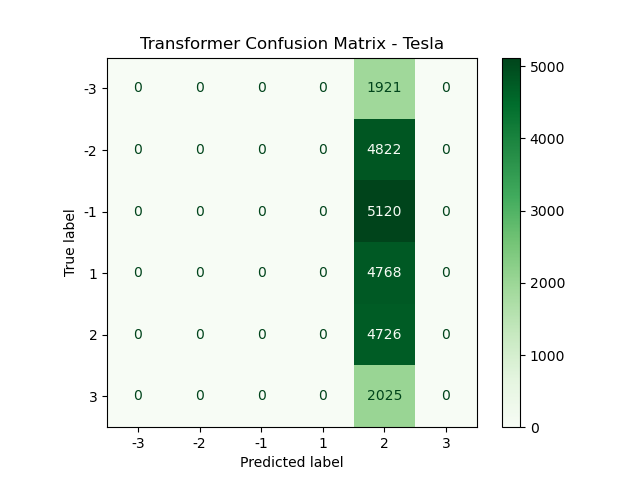 Transformer Confusion Matrix - Tesla
-3 0 0 0 0 1921 0
-2 0 0 0 0 4822 0
-1 0 0 0 0 5120 0
1 0 0 0 0 4768 0
2 0 0 0 0 4726 0
3 0 0 0 0 2025 0
-3 -2 -1 1 2 3
True label
Predicted label
5000
4000
3000
2000
1000
0